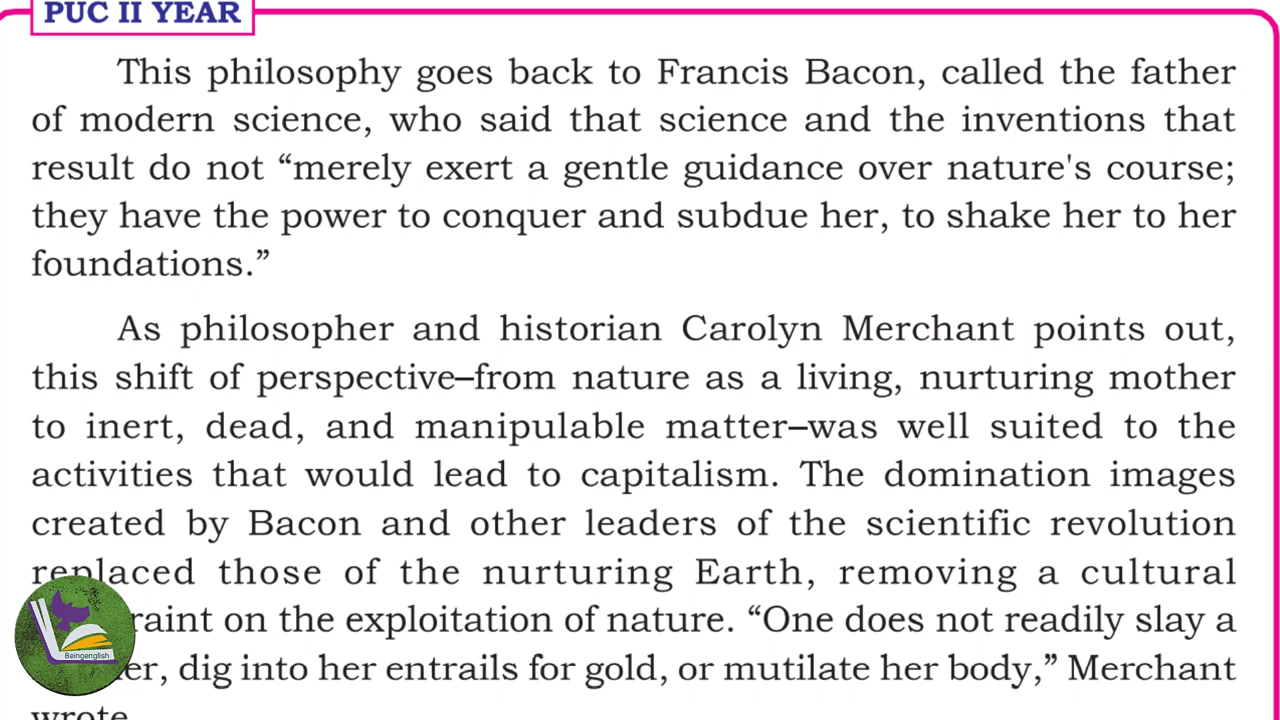 PUC II YEAR
This philosophy goes back to Francis Bacon, called the father
of modern science, who said that science and the inventions that
result do not “merely exert a gentle guidance over nature's course;
they have the power to conquer and subdue her, to shake her to her
foundations.”
As philosopher and historian Carolyn Merchant points out,
this shift of perspective–from nature as a living, nurturing mother
to inert, dead, and manipulable matter–was well suited to the
activities that would lead to capitalism. The domination images
created by Bacon and other leaders of the scientific revolution
replaced those of the nurturing Earth, removing a cultural
raint on the exploitation of nature. “One does not readily slay a
er, dig into her entrails for gold, or mutilate her body,” Merchant
wrote
Beingenglish